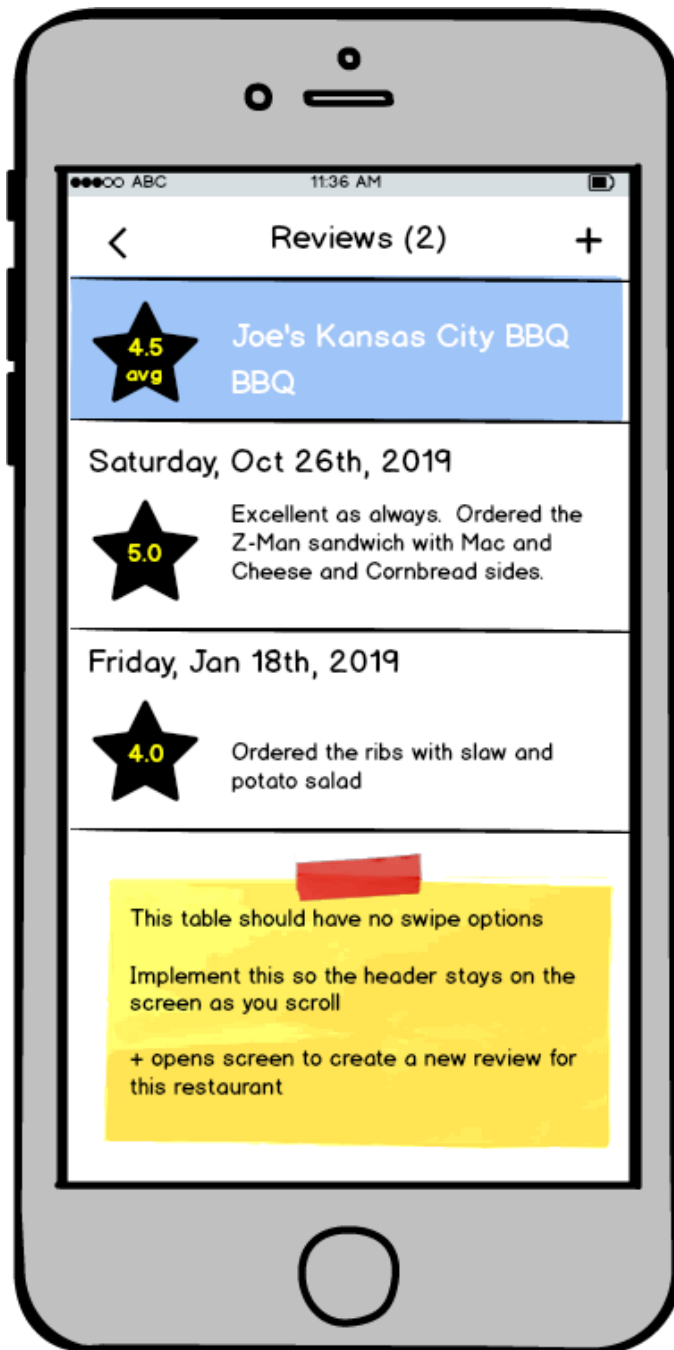 ABC 11:36 AM
< Reviews (2) +
4.5
avg
Joe's Kansas City BBQ
BBQ
Saturday, Oct 26th, 2019
5.0
Excellent as always. Ordered the
Z-Man sandwich with Mac and
Cheese and Cornbread sides.
Friday, Jan 18th, 2019
4.0
Ordered the ribs with slaw and
potato salad
This table should have no swipe options
Implement this so the header stays on the
screen as you scroll
+ opens screen to create a new review for
this restaurant